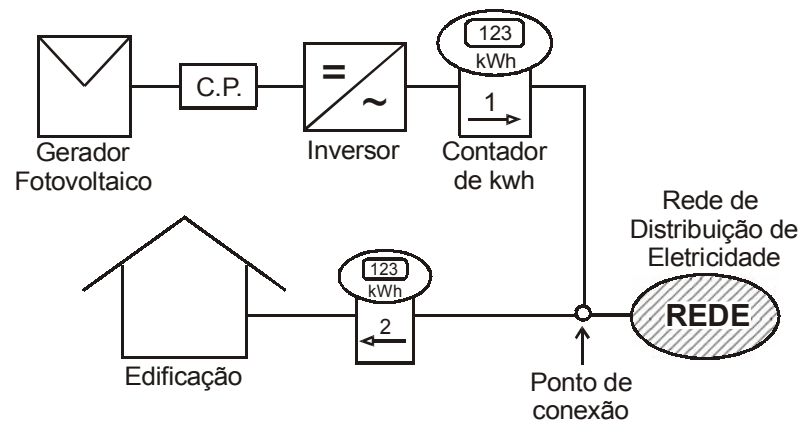 123
kWh
C.P.
=
~
1
Gerador
Fotovoltaico
Inversor
Contador
de kwh
Rede de
Distribuição de
Eletricidade
REDE
123
kWh
2
Edificação
Ponto de
conexão